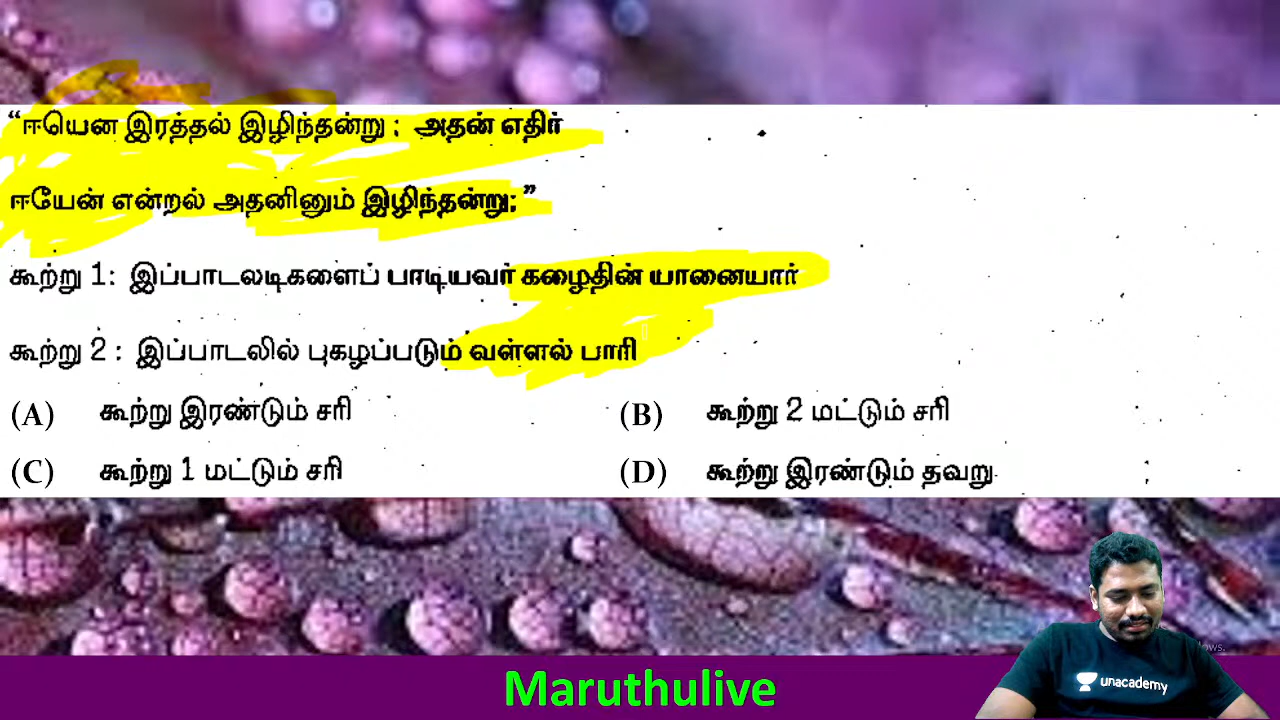 “ஈயென இரத்தல் இழிந்தன்று ; அதன் எதிர்
ஈயேன் என்றல் அதனினும் இழிந்தன்று;”
கூற்று 1: இப்பாடலடிகளைப் பாடியவர் கழைதின் யானையார்
கூற்று 2 : இப்பாடலில் புகழப்படும் வள்ளல் பாரி
(A) கூற்று இரண்டும் சரி
(B) கூற்று 2 மட்டும் சரி
(C) கூற்று 1 மட்டும் சரி
(D) கூற்று இரண்டும் தவறு
Maruthulive
unacademy